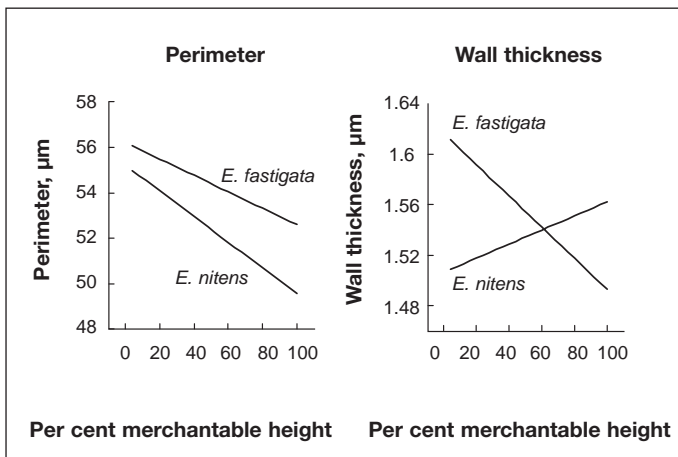 Perimeter
58
56
54
52
50
48
Perimeter, µm
E. fastigata
E. nitens
0 20 40 60 80 100
Per cent merchantable height
Wall thickness
1.64
1.6
1.56
1.52
1.48
Wall thickness, µm
E. fastigata
E. nitens
0 20 40 60 80 100
Per cent merchantable height